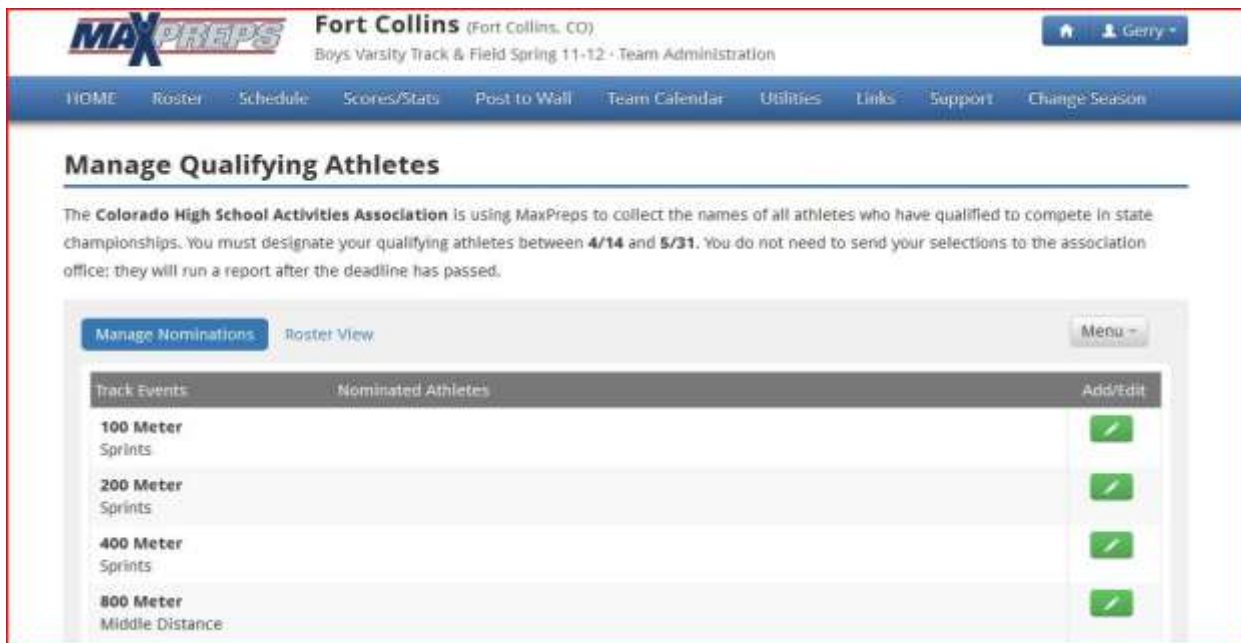 MAXPREPS
Fort Collins (Fort Collins, CO)
Gerry
Boys Varsity Track & Field Spring 11-12 - Team Administration
HOME Roster Schedule Scores/Stats Post to Wall Team Calendar Utilities Links Support Change Season
Manage Qualifying Athletes
The Colorado High School Activities Association is using MaxPreps to collect the names of all athletes who have qualified to compete in state
championships. You must designate your qualifying athletes between 4/14 and 5/31. You do not need to send your selections to the association
office; they will run a report after the deadline has passed.
Manage Nominations Roster View Menu
Track Events Nominated Athletes Add/Edit
100 Meter
Sprints
200 Meter
Sprints
400 Meter
Sprints
800 Meter
Middle Distance